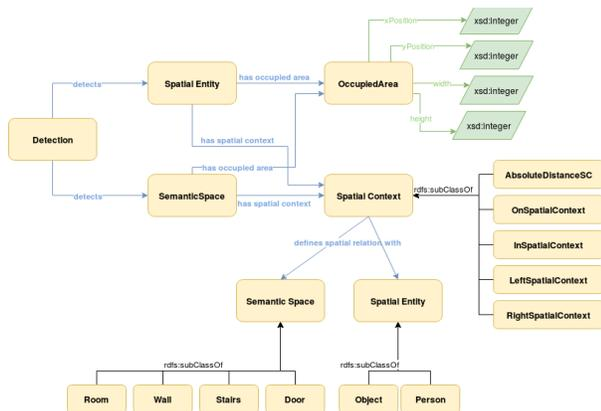 xPosition
xsd:Integer
yPosition
xsd:Integer
detects
Spatial Entity
has occupied area
OccupiedArea
width
xsd:Integer
height
xsd:Integer
Detection
has spatial context
has occupied area
detects
SemanticSpace
has spatial context
Spatial Context
rdfs:subClassOf
AbsoluteDistanceSC
OnSpatialContext
InSpatialContext
LeftSpatialContext
RightSpatialContext
defines spatial relation with
Semantic Space
Spatial Entity
rdfs:subClassOf
rdfs:subClassOf
Room
Wall
Stairs
Door
Object
Person